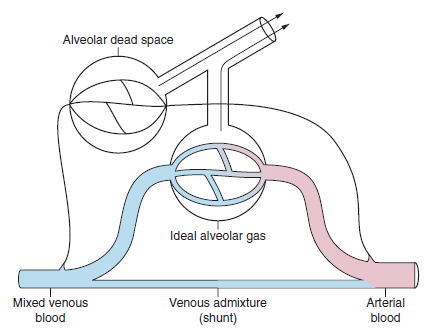 Alveolar dead space
Ideal alveolar gas
Mixed venous
blood
Venous admixture
(shunt)
Arterial
blood